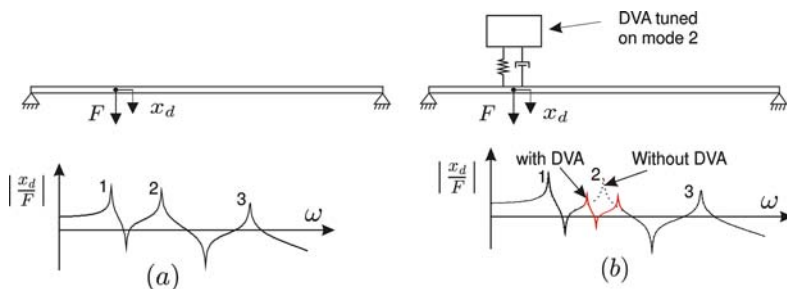 DVA tuned
on mode 2
F
x_d
F
x_d
|x_d/F|
1
2
3
ω
(a)
with DVA
Without DVA
|x_d/F|
1
2
3
ω
(b)